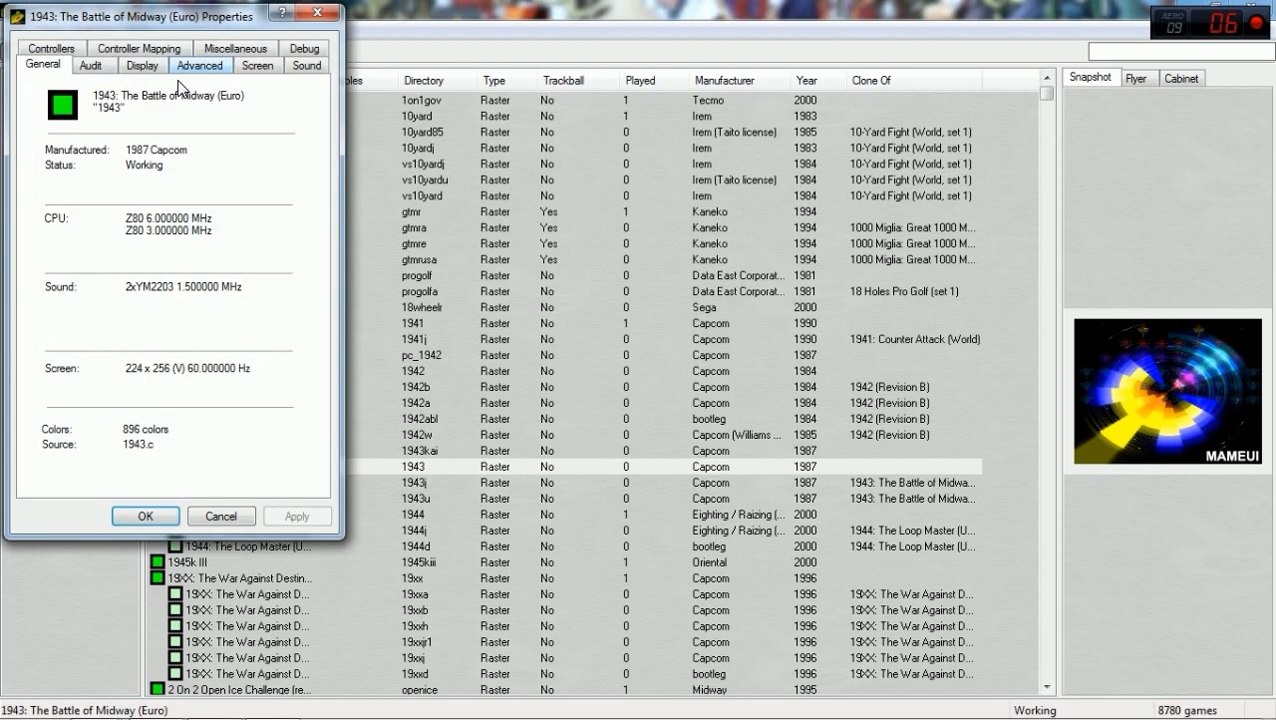 1943: The Battle of Midway (Euro) Properties
AERO
09
06
Controllers
Controller Mapping
Miscellaneous
Debug
General
Audit
Display
Advanced
Screen
Sound
1943: The Battle of Midway (Euro)
"1943"
Manufactured: 1987 Capcom
Status: Working
CPU: Z80 6.000000 MHz
Z80 3.000000 MHz
Sound: 2xYM2203 1.500000 MHz
Screen: 224 x 256 (V) 60.000000 Hz
Colors: 896 colors
Source: 1943.c
OK
Cancel
Apply
Directory Type Trackball Played Manufacturer Year Clone Of
1on1gov Raster No 1 Tecmo 2000
10yard Raster No 1 Irem 1983
10yard85 Raster No 0 Irem (Taito license) 1985 10-Yard Fight (World, set 1)
10yardj Raster No 0 Irem 1983 10-Yard Fight (World, set 1)
vs10yardj Raster No 0 Irem 1984 10-Yard Fight (World, set 1)
vs10yardu Raster No 0 Irem (Taito license) 1984 10-Yard Fight (World, set 1)
vs10yard Raster No 0 Irem 1984 10-Yard Fight (World, set 1)
gtmr Raster Yes 1 Kaneko 1994
gtmra Raster Yes 0 Kaneko 1994 1000 Miglia: Great 1000 M...
gtmre Raster Yes 0 Kaneko 1994 1000 Miglia: Great 1000 M...
gtmrusa Raster Yes 0 Kaneko 1994 1000 Miglia: Great 1000 M...
progolf Raster No 0 Data East Corporat... 1981
progolfa Raster No 0 Data East Corporat... 1981 18 Holes Pro Golf (set 1)
18wheelr Raster No 0 Sega 2000
1941 Raster No 1 Capcom 1990
1941j Raster No 0 Capcom 1990 1941: Counter Attack (World)
pc_1942 Raster No 0 Capcom 1987
1942 Raster No 0 Capcom 1984
1942b Raster No 0 Capcom 1984 1942 (Revision B)
1942a Raster No 0 Capcom 1984 1942 (Revision B)
1942abl Raster No 0 bootleg 1984 1942 (Revision B)
1942w Raster No 0 Capcom (Williams ... 1985 1942 (Revision B)
1943kai Raster No 0 Capcom 1987
1943 Raster No 0 Capcom 1987
1943j Raster No 0 Capcom 1987 1943: The Battle of Midwa...
1943u Raster No 0 Capcom 1987 1943: The Battle of Midwa...
1944 Raster No 1 Eighting / Raizing (... 2000
1944j Raster No 0 Eighting / Raizing (... 2000 1944: The Loop Master (U...
1944: The Loop Master (U... 1944d Raster No 0 bootleg 2000 1944: The Loop Master (U...
1945k III 1945kiii Raster No 1 Oriental 2000
19XX: The War Against Destin... 19xx Raster No 1 Capcom 1996
19XX: The War Against D... 19xxa Raster No 0 Capcom 1996 19XX: The War Against D...
19XX: The War Against D... 19xxb Raster No 0 Capcom 1996 19XX: The War Against D...
19XX: The War Against D... 19xxh Raster No 0 Capcom 1996 19XX: The War Against D...
19XX: The War Against D... 19xxjr1 Raster No 0 Capcom 1996 19XX: The War Against D...
19XX: The War Against D... 19xxj Raster No 0 Capcom 1996 19XX: The War Against D...
19XX: The War Against D... 19xxd Raster No 0 bootleg 1996 19XX: The War Against D...
2 On 2 Open Ice Challenge (re... openice Raster No 1 Midway 1995
Snapshot
Flyer
Cabinet
MAMEUI
1943: The Battle of Midway (Euro)
Working
8780 games